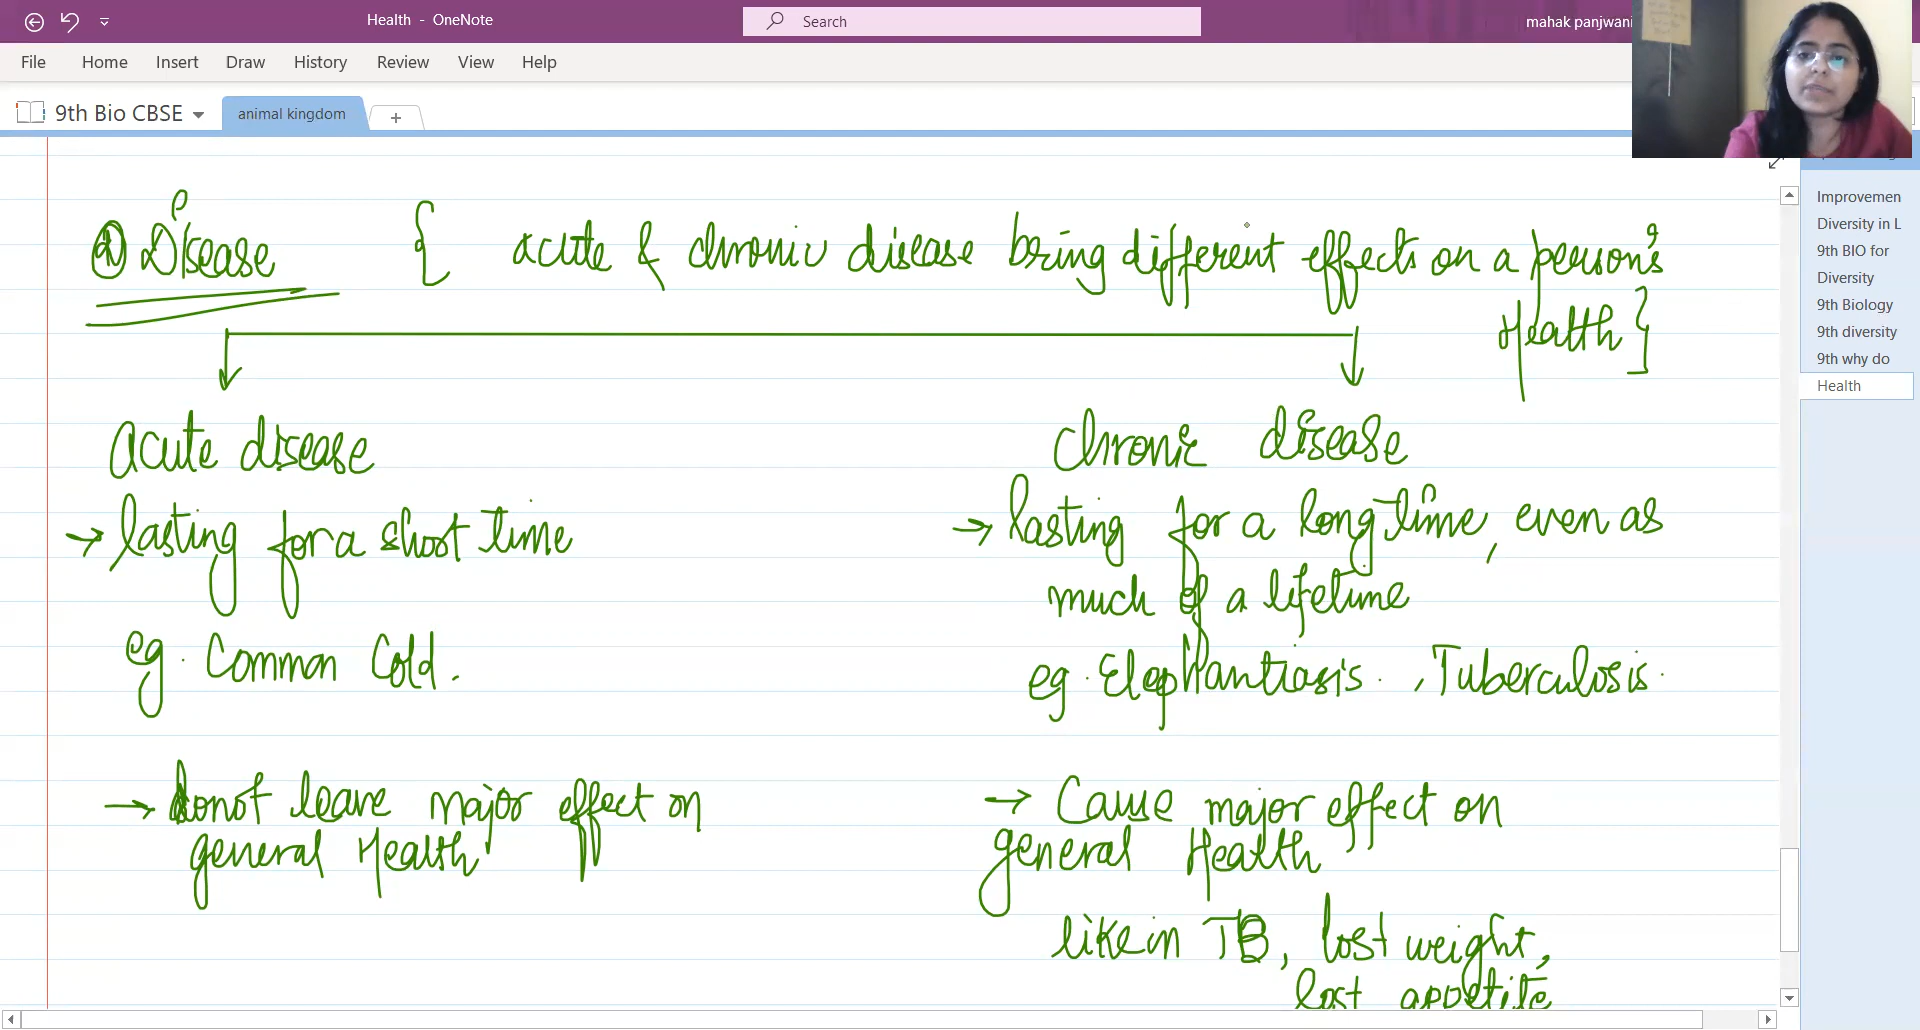 Health - OneNote
Search
mahak panjwani
File Home Insert Draw History Review View Help
9th Bio CBSE
animal kingdom
+
Improvemen
Diversity in L
9th BIO for
Diversity
9th Biology
9th diversity
9th why do
Health
Disease { acute & chronic disease being different effects on a person's
Health }
acute disease
→ lasting for a short time
eg. Common Cold.
→ do not leave major effect on
general Health
Chronic disease
→ lasting for a long time, even as
much of a lifetime
eg. Elephantiasis. , Tuberculosis.
→ Cause major effect on
general Health
like in TB, lost weight,
lost appetite